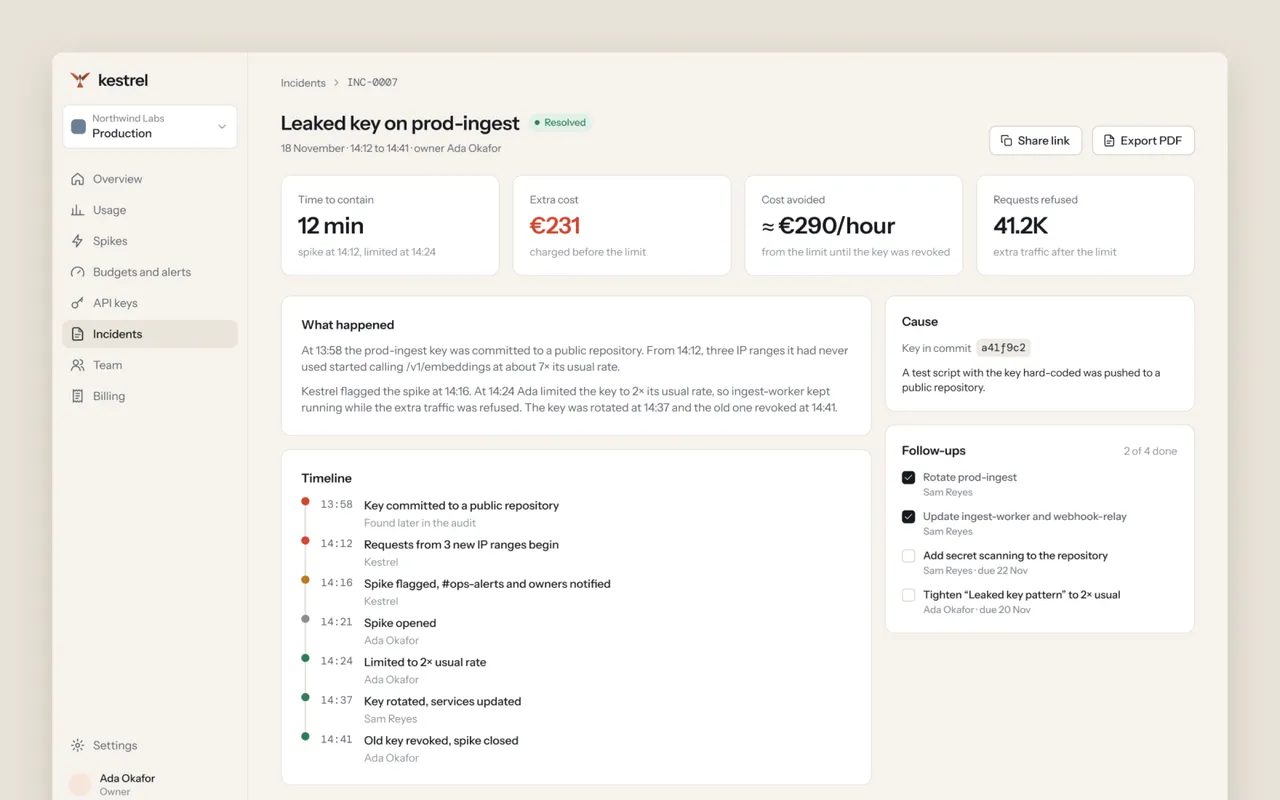 kestrel
Northwind Labs
Production
Overview
Usage
Spikes
Budgets and alerts
API keys
Incidents
Team
Billing
Settings
Ada Okafor
Owner
Incidents > INC-0007
Leaked key on prod-ingest
Resolved
18 November · 14:12 to 14:41 · owner Ada Okafor
Share link
Export PDF
Time to contain
12 min
spike at 14:12, limited at 14:24
Extra cost
€231
charged before the limit
Cost avoided
≈ €290/hour
from the limit until the key was revoked
Requests refused
41.2K
extra traffic after the limit
What happened
At 13:58 the prod-ingest key was committed to a public repository. From 14:12, three IP ranges it had never
used started calling /v1/embeddings at about 7× its usual rate.
Kestrel flagged the spike at 14:16. At 14:24 Ada limited the key to 2× its usual rate, so ingest-worker kept
running while the extra traffic was refused. The key was rotated at 14:37 and the old one revoked at 14:41.
Timeline
13:58 Key committed to a public repository
Found later in the audit
14:12 Requests from 3 new IP ranges begin
Kestrel
14:16 Spike flagged, #ops-alerts and owners notified
Kestrel
14:21 Spike opened
Ada Okafor
14:24 Limited to 2× usual rate
Ada Okafor
14:37 Key rotated, services updated
Sam Reyes
14:41 Old key revoked, spike closed
Ada Okafor
Cause
Key in commit a41f9c2
A test script with the key hard-coded was pushed to a
public repository.
Follow-ups
2 of 4 done
Rotate prod-ingest
Sam Reyes
Update ingest-worker and webhook-relay
Sam Reyes
Add secret scanning to the repository
Sam Reyes · due 22 Nov
Tighten “Leaked key pattern” to 2× usual
Ada Okafor · due 20 Nov